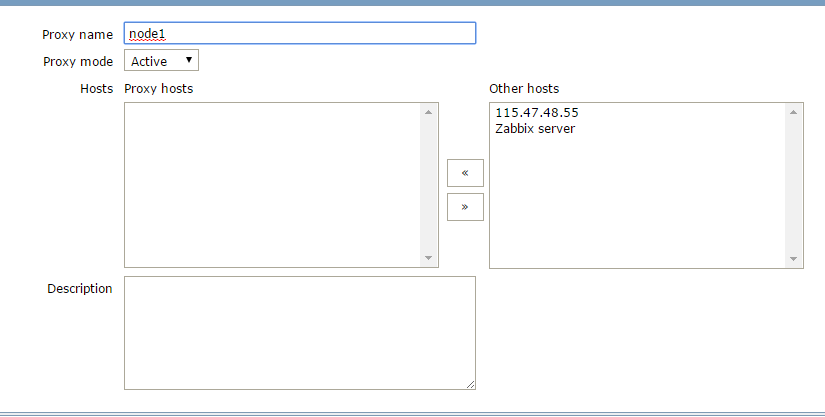 Proxy name node1
Proxy mode Active
Hosts Proxy hosts Other hosts
115.47.48.55
Zabbix server
«
»
Description